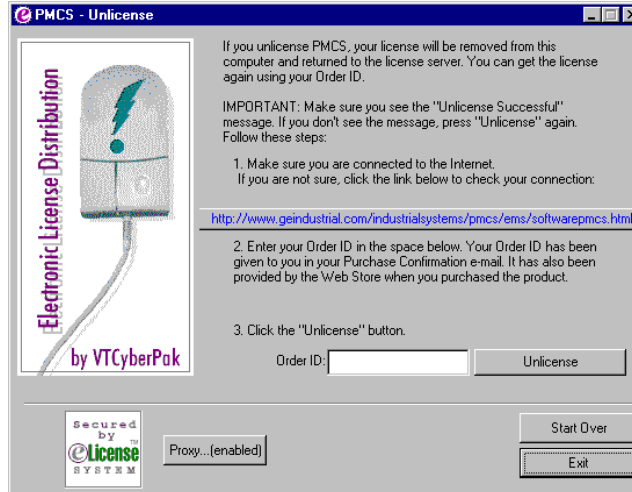 PMCS - Unlicense
If you unlicense PMCS, your license will be removed from this
computer and returned to the license server. You can get the license
again using your Order ID.
IMPORTANT: Make sure you see the "Unlicense Successful"
message. If you don't see the message, press "Unlicense" again.
Follow these steps:
1. Make sure you are connected to the Internet.
If you are not sure, click the link below to check your connection:
http://www.geindustrial.com/industrialsystems/pmcs/ems/softwarepmcs.html
2. Enter your Order ID in the space below. Your Order ID has been
given to you in your Purchase Confirmation e-mail. It has also been
provided by the Web Store when you purchased the product.
3. Click the "Unlicense" button.
Order ID:
Unlicense
Electronic License Distribution
by VTCyberPak
Secured
by
eLicense
TM
SYSTEM
Proxy...(enabled)
Start Over
Exit